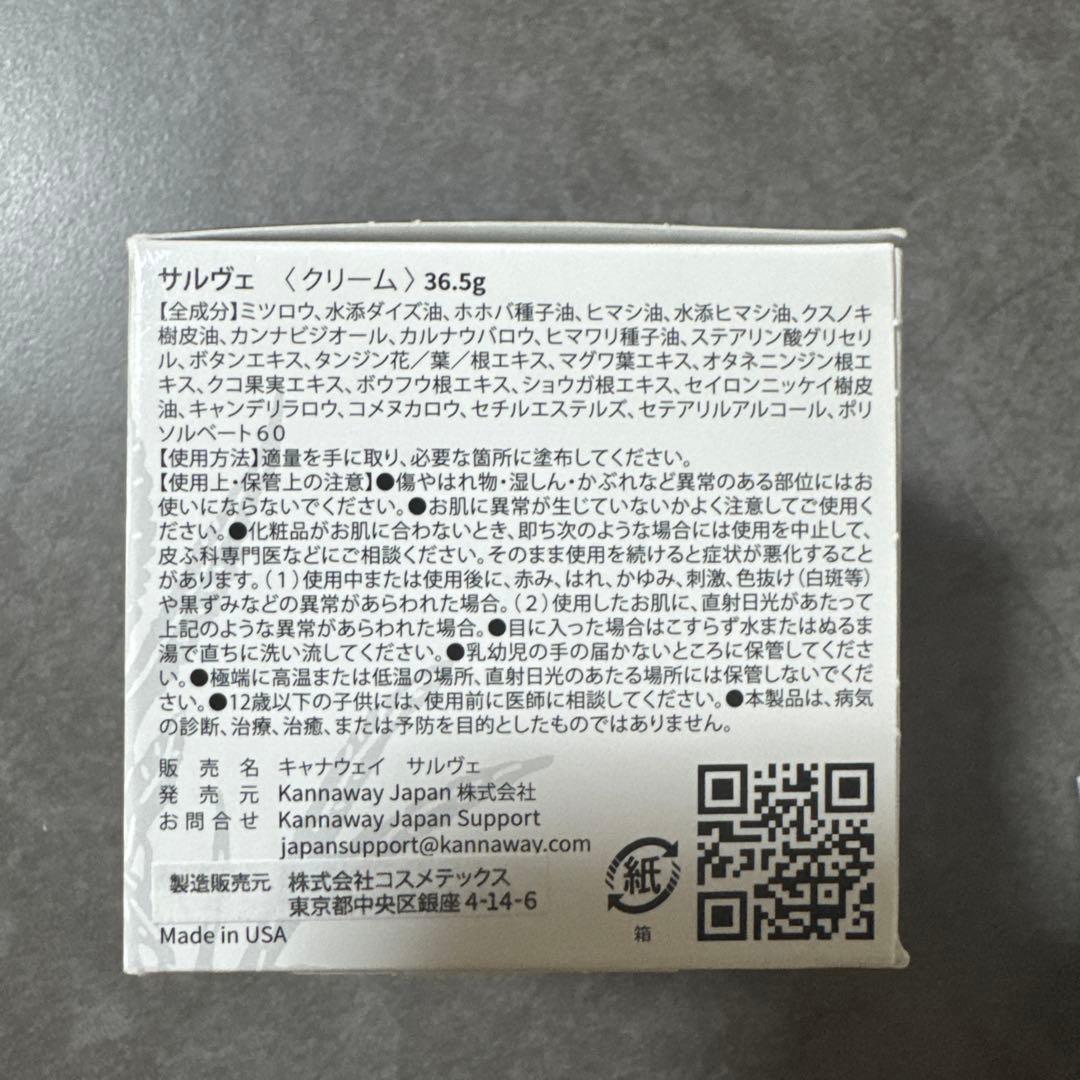 サルヴェ 〈 クリーム 〉 36.5g
【全成分】ミツロウ、水添ダイズ油、ホホバ種子油、ヒマシ油、水添ヒマシ油、クスノキ
樹皮油、カンナビジオール、カルナウバロウ、ヒマワリ種子油、ステアリン酸グリセリ
ル、ボタンエキス、タンジン花／葉／根エキス、マグワ葉エキス、オタネニンジン根エ
キス、クコ果実エキス、ボウフウ根エキス、ショウガ根エキス、セイロンニッケイ樹皮
油、キャンデリラロウ、コメヌカロウ、セチルエステルズ、セテアリルアルコール、ポリ
ソルベート６０
【使用方法】適量を手に取り、必要な箇所に塗布してください。
【使用上・保管上の注意】●傷やはれ物・湿しん・かぶれなど異常のある部位にはお
使いにならないでください。●お肌に異常が生じていないかよく注意してご使用く
ださい。●化粧品がお肌に合わないとき、即ち次のような場合には使用を中止して、
皮ふ科専門医などにご相談ください。そのまま使用を続けると症状が悪化すること
があります。（１）使用中または使用後に、赤み、はれ、かゆみ、刺激、色抜け（白斑等）
や黒ずみなどの異常があらわれた場合。（２）使用したお肌に、直射日光があたって
上記のような異常があらわれた場合。●目に入った場合はこすらず水またはぬるま
湯で直ちに洗い流してください。●乳幼児の手の届かないところに保管してくださ
い。●極端に高温または低温の場所、直射日光のあたる場所には保管しないでくだ
さい。●12歳以下の子供には、使用前に医師に相談してください。●本製品は、病気
の診断、治療、治癒、または予防を目的としたものではありません。
販売名 キャナウェイ サルヴェ
発売元 Kannaway Japan 株式会社
お問合せ Kannaway Japan Support
japansupport@kannaway.com
製造販売元 株式会社コスメテックス
東京都中央区銀座 4-14-6
Made in USA
紙
箱